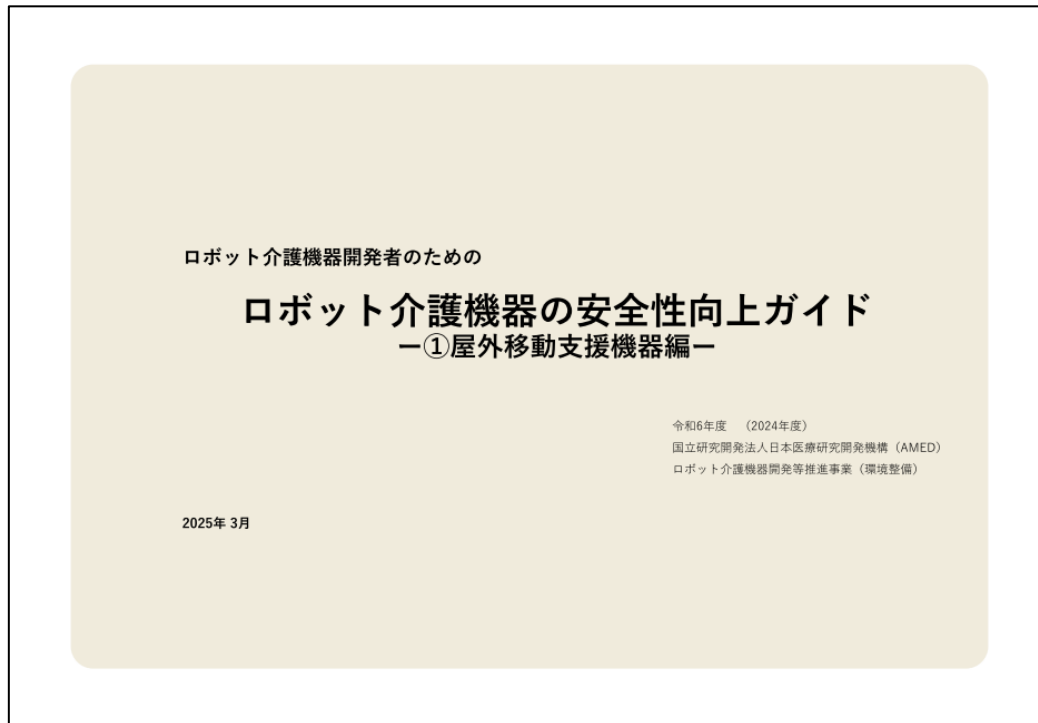 ロボット介護機器開発者のための
ロボット介護機器の安全性向上ガイド
ー①屋外移動支援機器編ー
令和6年度　（2024年度）
国立研究開発法人日本医療研究開発機構（AMED）
ロボット介護機器開発等推進事業（環境整備）
2025年 3月